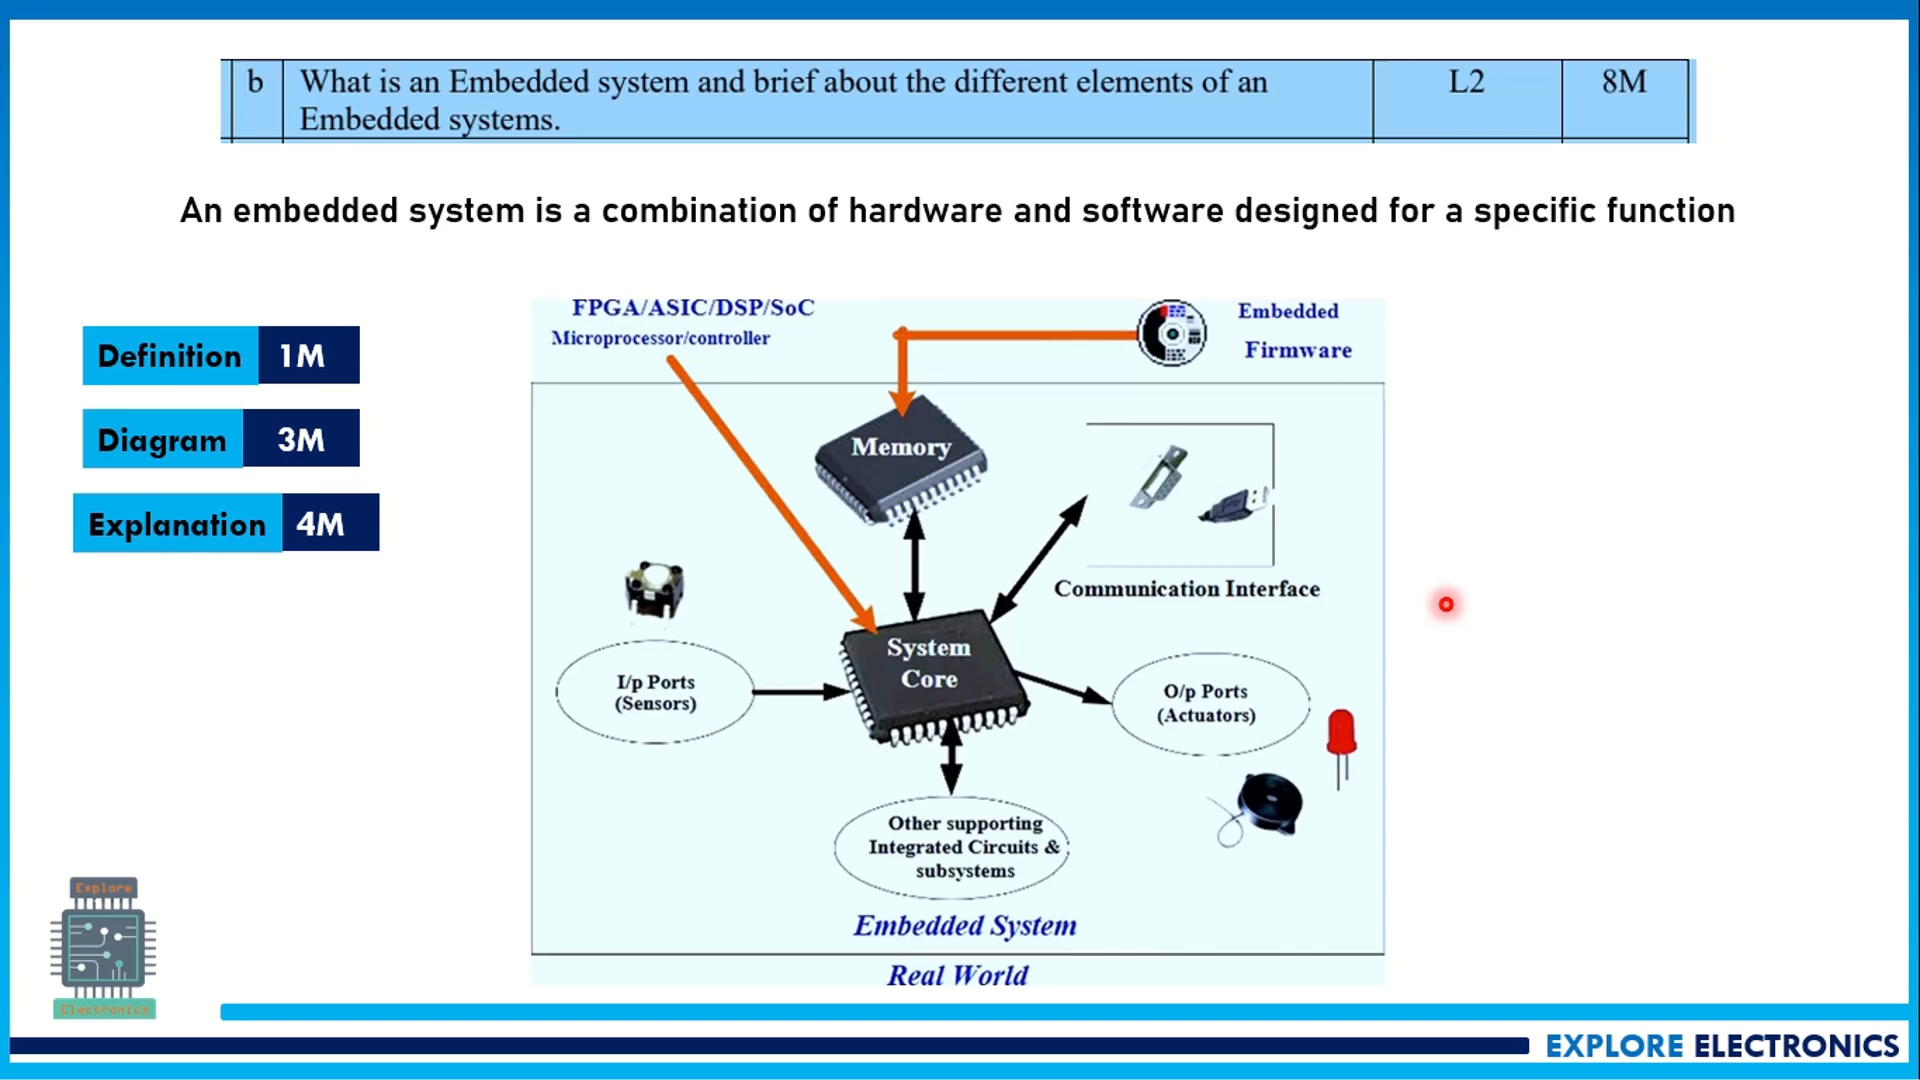 b What is an Embedded system and brief about the different elements of an L2 8M
Embedded systems.
An embedded system is a combination of hardware and software designed for a specific function
Definition 1M
Diagram 3M
Explanation 4M
FPGA/ASIC/DSP/SoC
Microprocessor/controller
Embedded
Firmware
Memory
Communication Interface
System
Core
I/p Ports
(Sensors)
O/p Ports
(Actuators)
Other supporting
Integrated Circuits &
subsystems
Embedded System
Real World
Explore
Electronics
EXPLORE ELECTRONICS